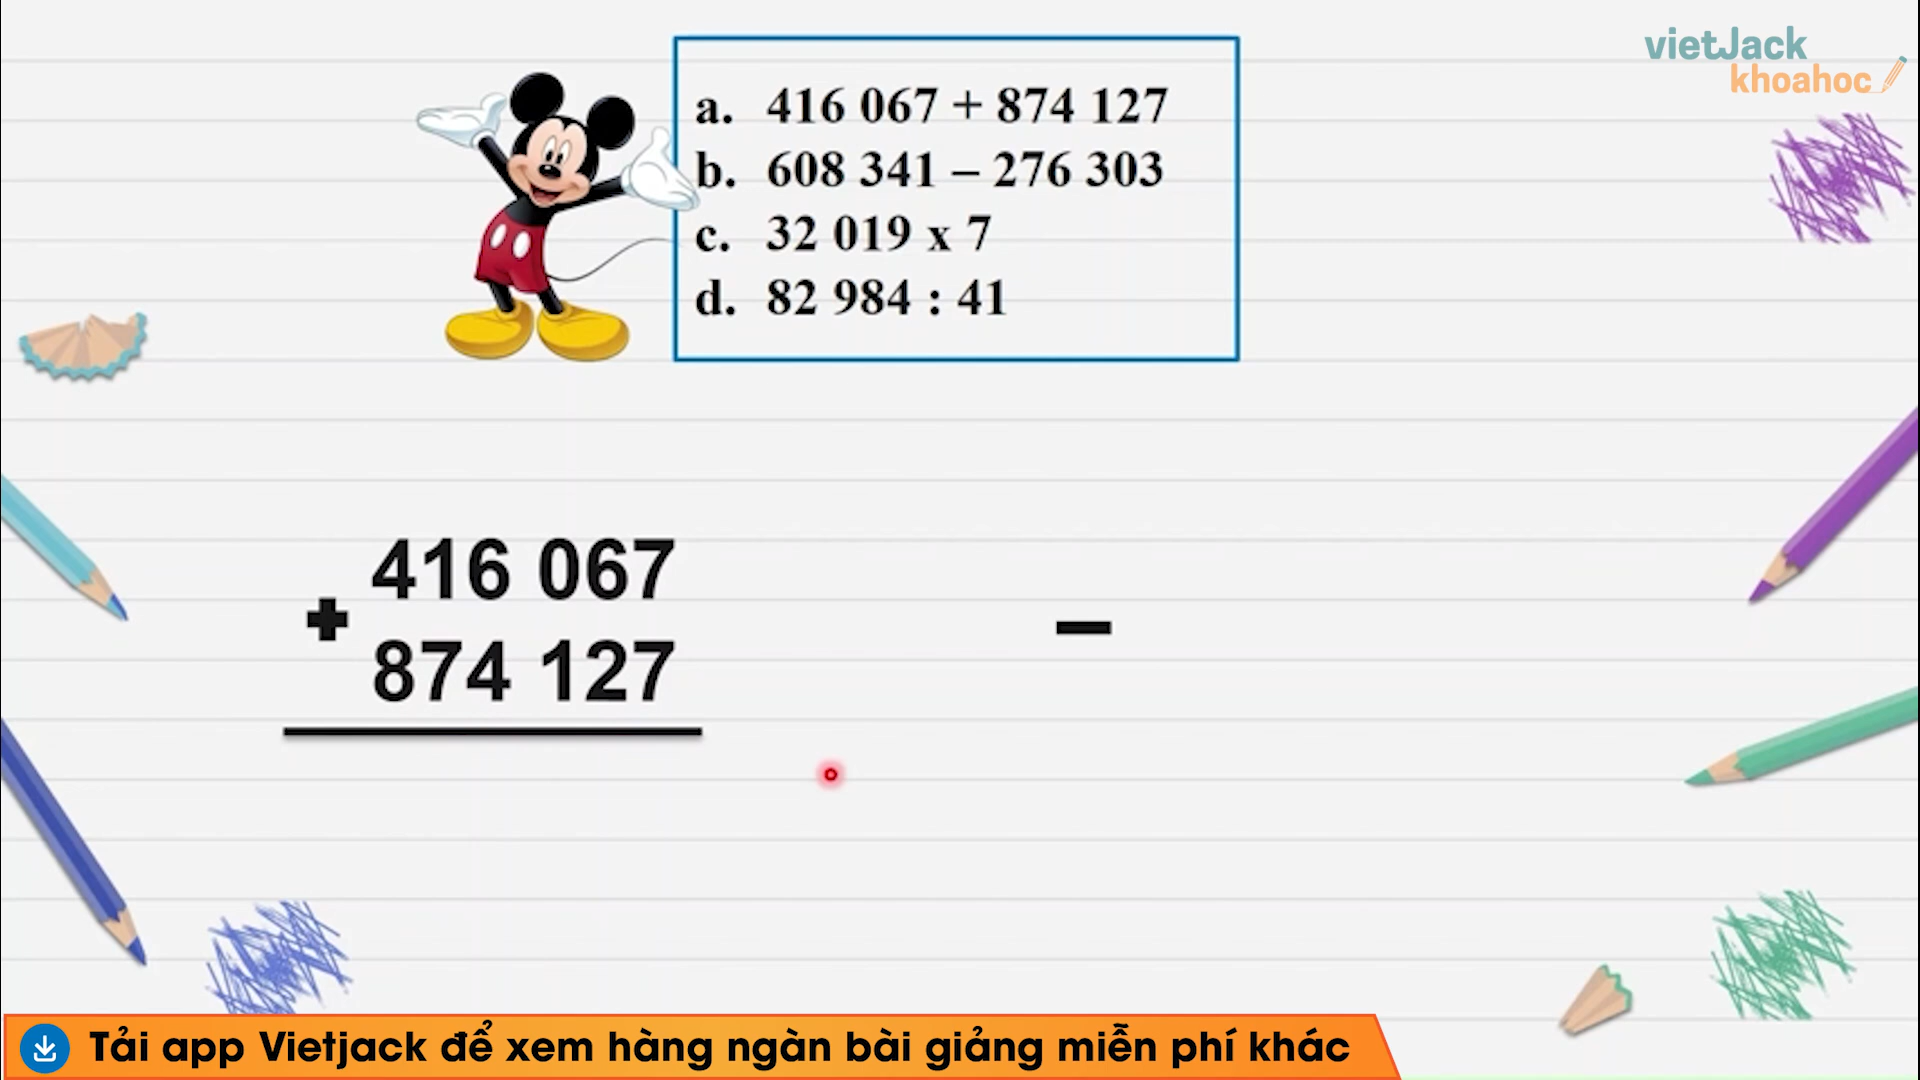 vietJack
khoahoc
a. 416 067 + 874 127
b. 608 341 – 276 303
c. 32 019 x 7
d. 82 984 : 41
416 067
+
874 127
–
Tải app Vietjack để xem hàng ngàn bài giảng miễn phí khác